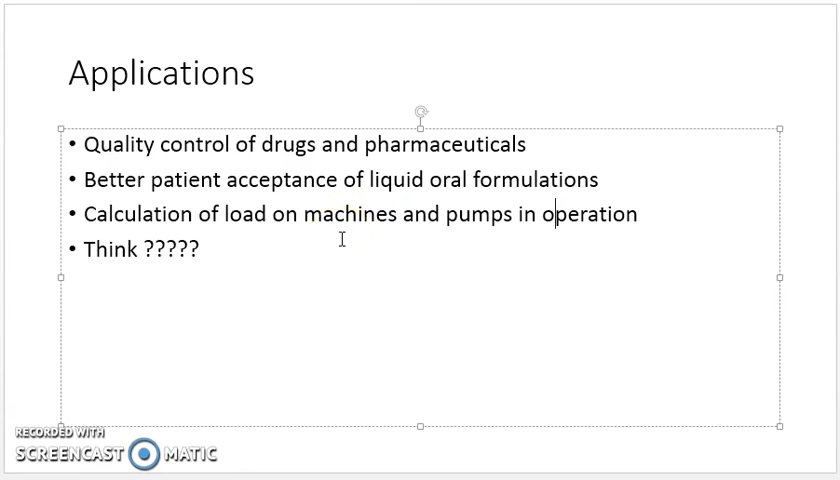 Applications
• Quality control of drugs and pharmaceuticals
• Better patient acceptance of liquid oral formulations
• Calculation of load on machines and pumps in operation
• Think ?????
RECORDED WITH
SCREENCAST MATIC